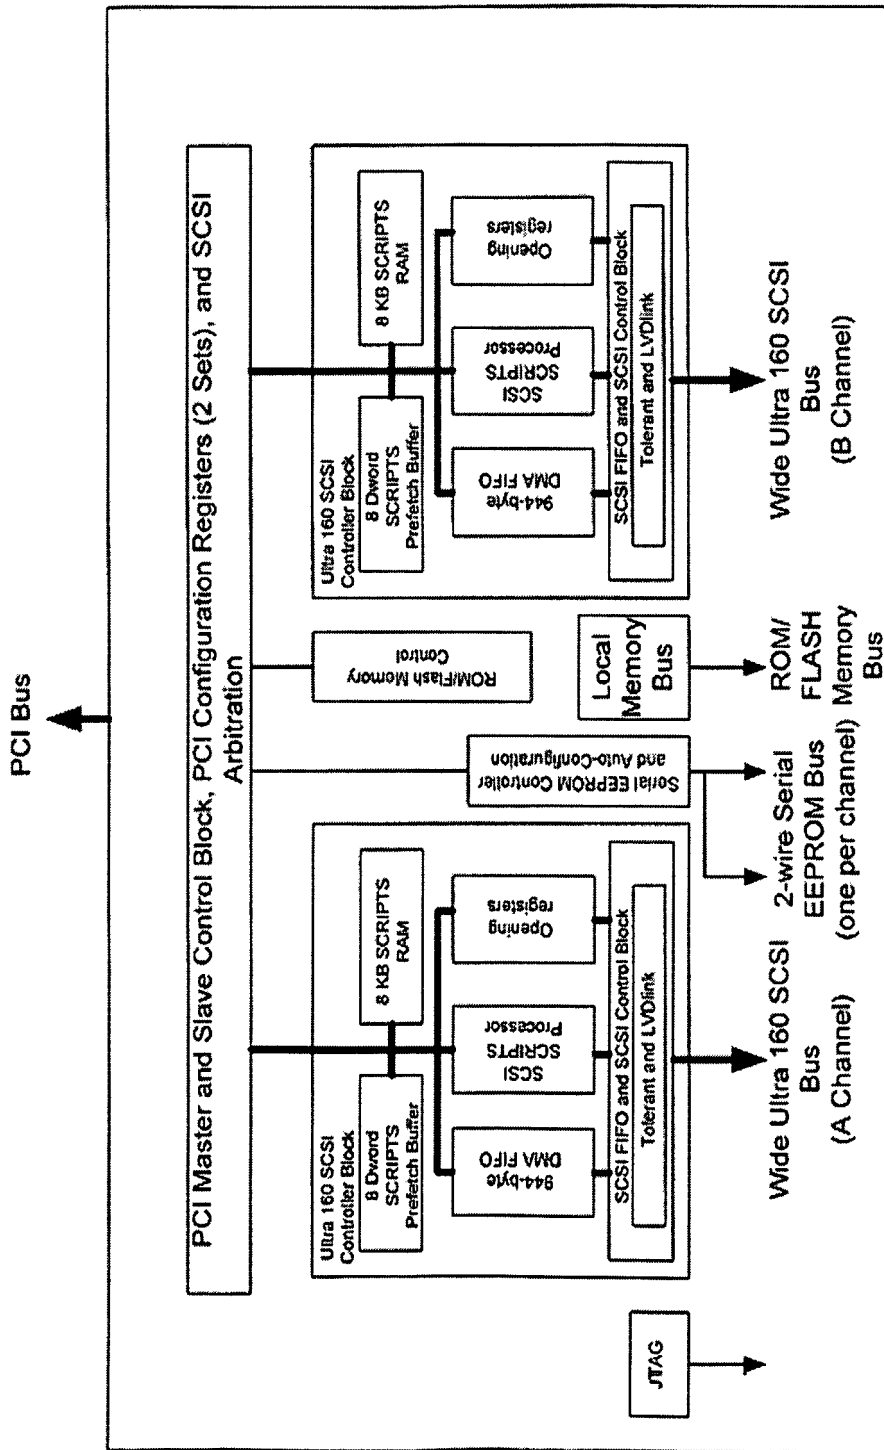 PCI Bus
PCI Master and Slave Control Block, PCI Configuration Registers (2 Sets), and SCSI
Arbitration
Ultra 160 SCSI
Controller Block
8 Dword
SCRIPTS
Prefetch Buffer
8 KB SCRIPTS
RAM
944-byte
DMA FIFO
SCSI
SCRIPTS
Processor
Opening
registers
SCSI FIFO and SCSI Control Block
Tolerant and LVDlink
Serial EEPROM Controller
and Auto-Configuration
ROM/Flash Memory
Control
Local
Memory
Bus
Ultra 160 SCSI
Controller Block
8 Dword
SCRIPTS
Prefetch Buffer
8 KB SCRIPTS
RAM
944-byte
DMA FIFO
SCSI
SCRIPTS
Processor
Opening
registers
SCSI FIFO and SCSI Control Block
Tolerant and LVDlink
JTAG
Wide Ultra 160 SCSI
Bus
(A Channel)
2-wire Serial
EEPROM Bus
(one per channel)
ROM/
FLASH
Memory
Bus
Wide Ultra 160 SCSI
Bus
(B Channel)